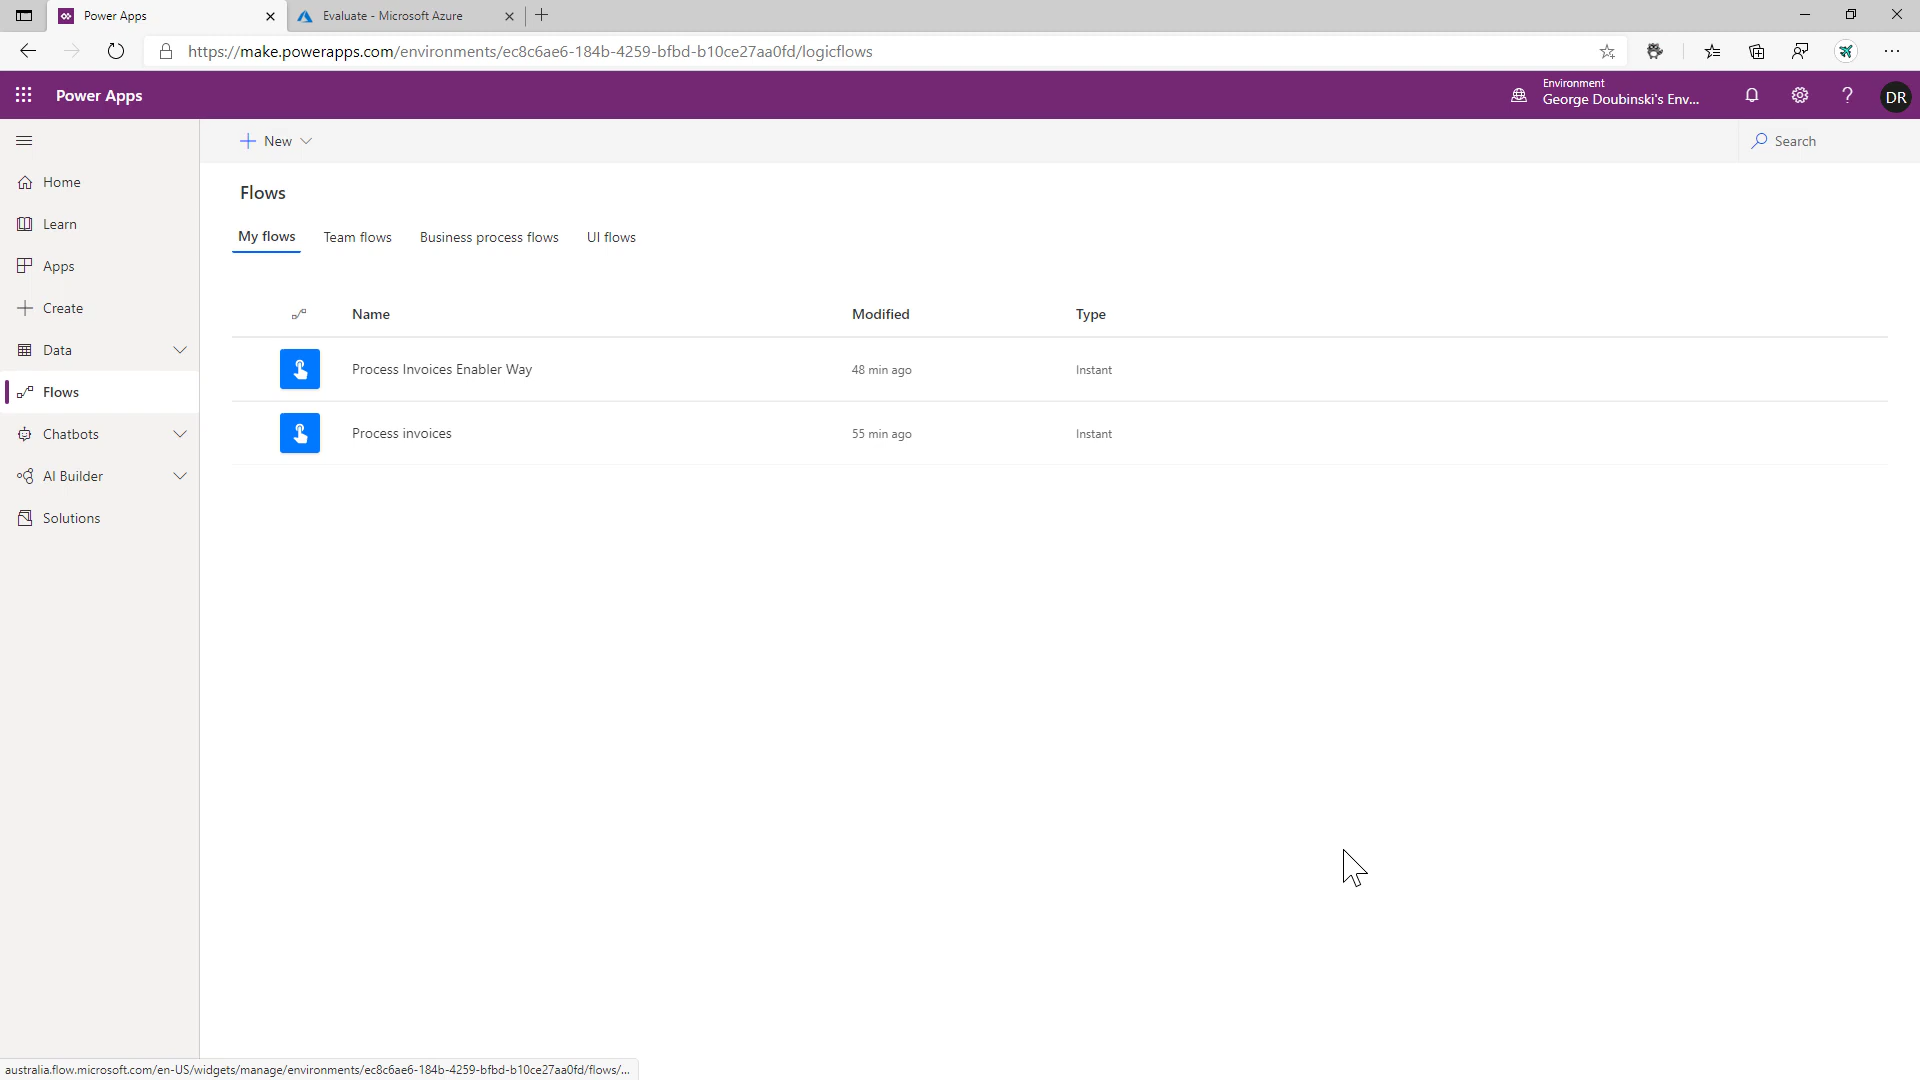 Power Apps
Evaluate - Microsoft Azure
https://make.powerapps.com/environments/ec8c6ae6-184b-4259-bfbd-b10ce27aa0fd/logicflows
Power Apps
Environment
George Doubinski's Env...
DR
New
Search
Home
Learn
Apps
Create
Data
Flows
Chatbots
AI Builder
Solutions
Flows
My flows Team flows Business process flows UI flows
Name Modified Type
Process Invoices Enabler Way 48 min ago Instant
Process invoices 55 min ago Instant
australia.flow.microsoft.com/en-US/widgets/manage/environments/ec8c6ae6-184b-4259-bfbd-b10ce27aa0fd/flows/...